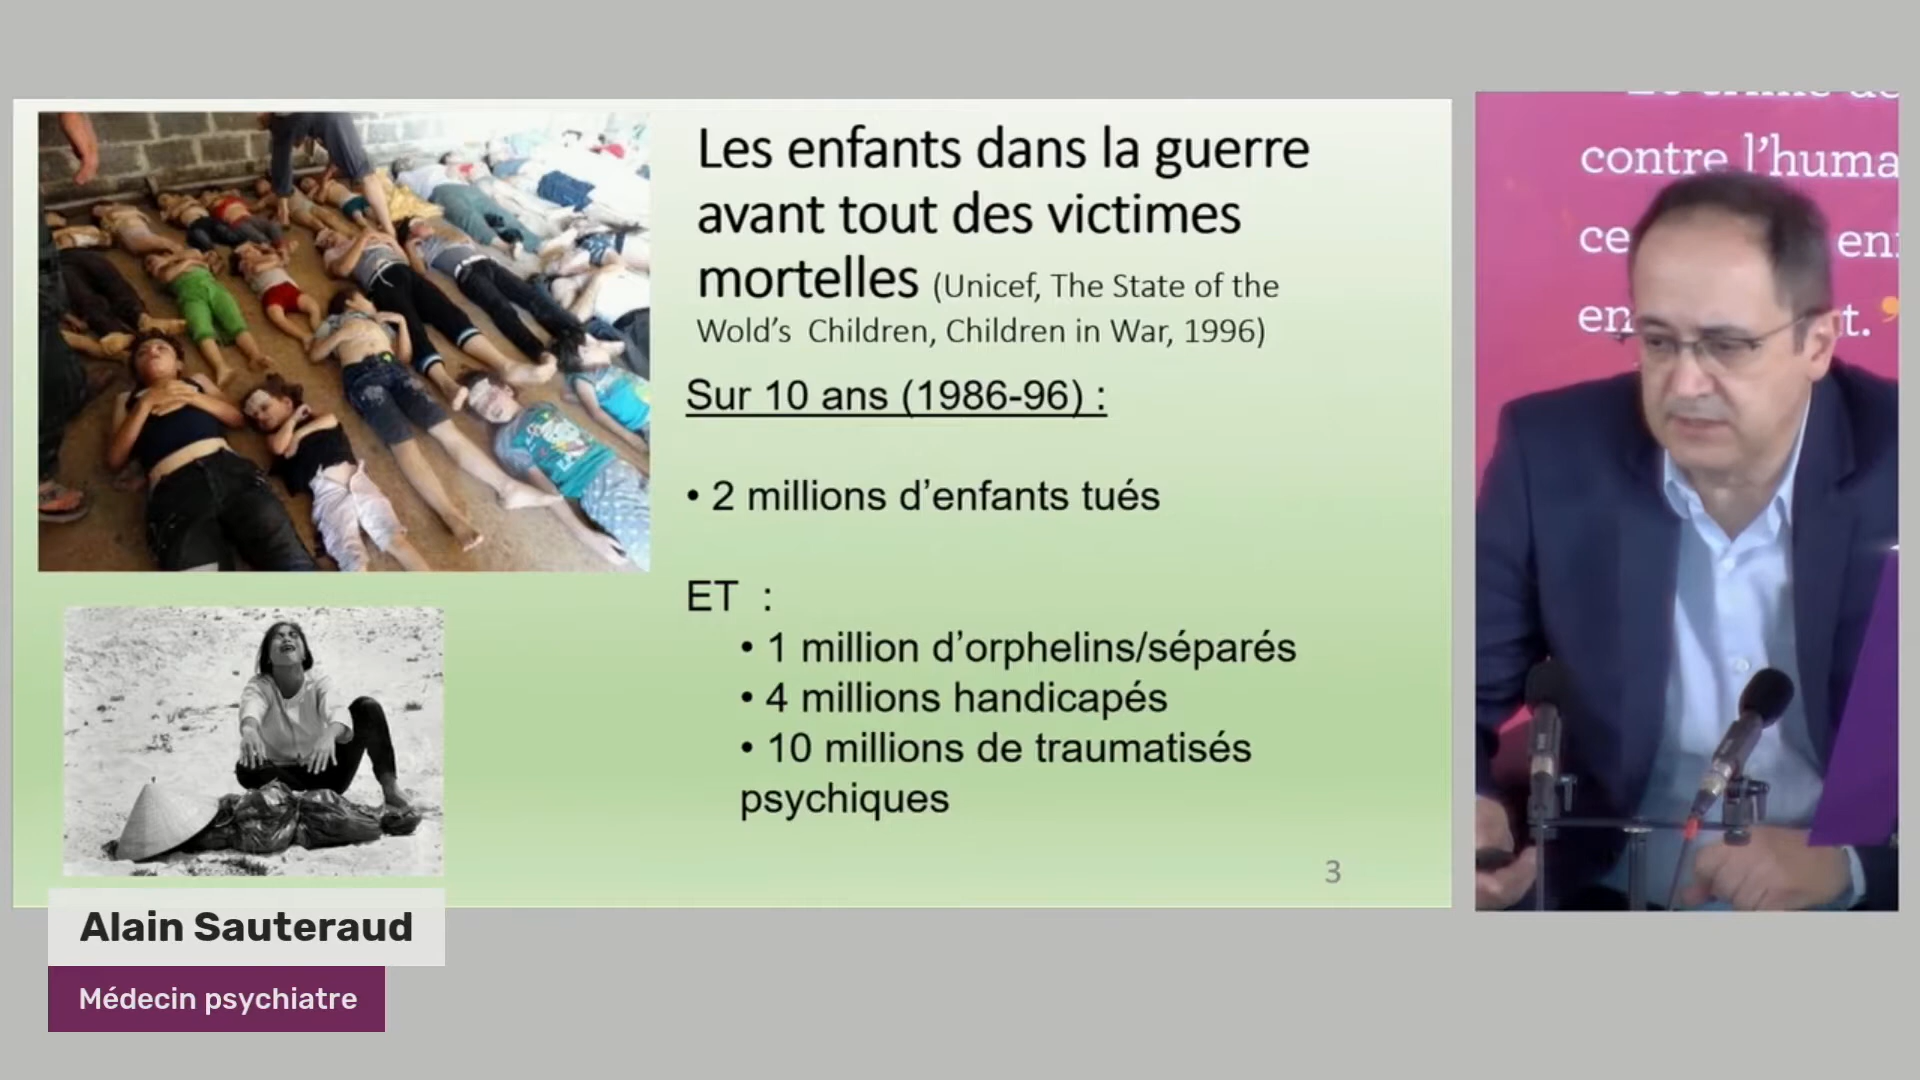 Les enfants dans la guerre
avant tout des victimes
mortelles (Unicef, The State of the
Wold’s Children, Children in War, 1996)
Sur 10 ans (1986-96) :
• 2 millions d’enfants tués
ET :
• 1 million d’orphelins/séparés
• 4 millions handicapés
• 10 millions de traumatisés
psychiques
3
contre l’huma
ce en
en t.
Alain Sauteraud
Médecin psychiatre